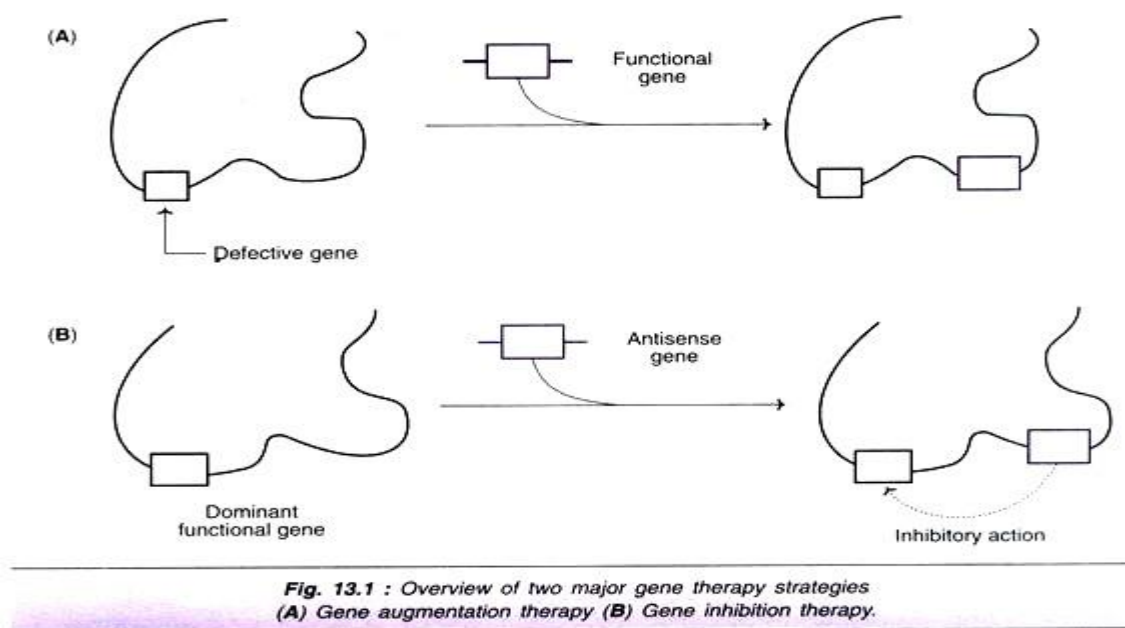 (A)
Functional
gene
Defective gene
(B)
Antisense
gene
Dominant
functional gene
Inhibitory action
Fig. 13.1 : Overview of two major gene therapy strategies
(A) Gene augmentation therapy (B) Gene inhibition therapy.